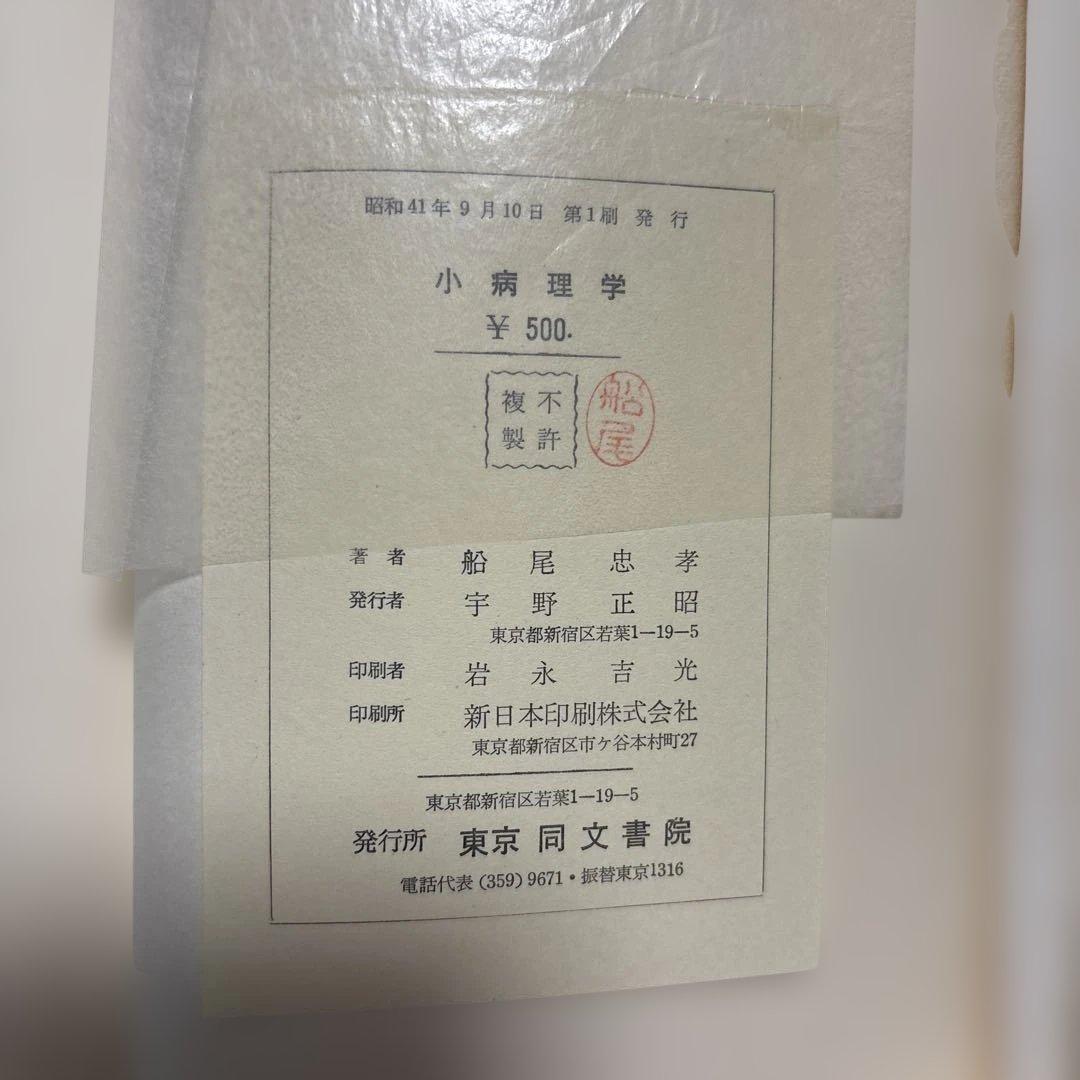 昭和41年9月10日 第1刷 発行
小病理学
¥ 500.
不許
複製
船尾
著者 船尾忠孝
発行者 宇野正昭
東京都新宿区若葉1―19―5
印刷者 岩永吉光
印刷所 新日本印刷株式会社
東京都新宿区市ケ谷本村町27
東京都新宿区若葉1―19―5
発行所 東京同文書院
電話代表(359)9671・振替東京1316